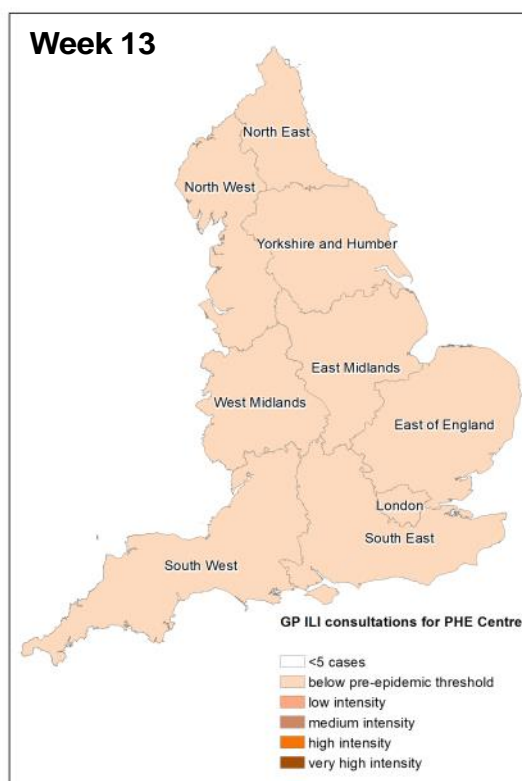 Week 13
North East
North West
Yorkshire and Humber
East Midlands
West Midlands
East of England
London
South East
South West
GP ILI consultations for PHE Centre
<5 cases
below pre-epidemic threshold
low intensity
medium intensity
high intensity
very high intensity